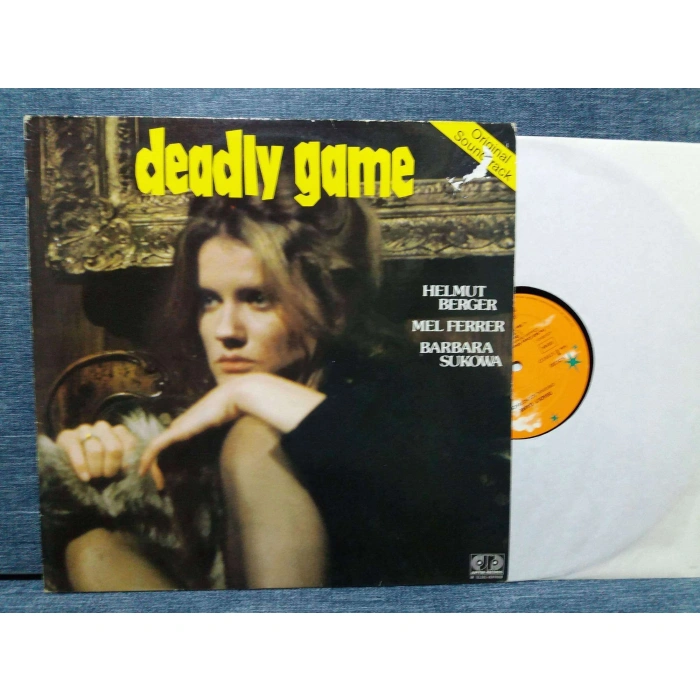 deadly game
Original
Soundtrack
HELMUT
BERGER
MEL FERRER
BARBARA
SUKOWA